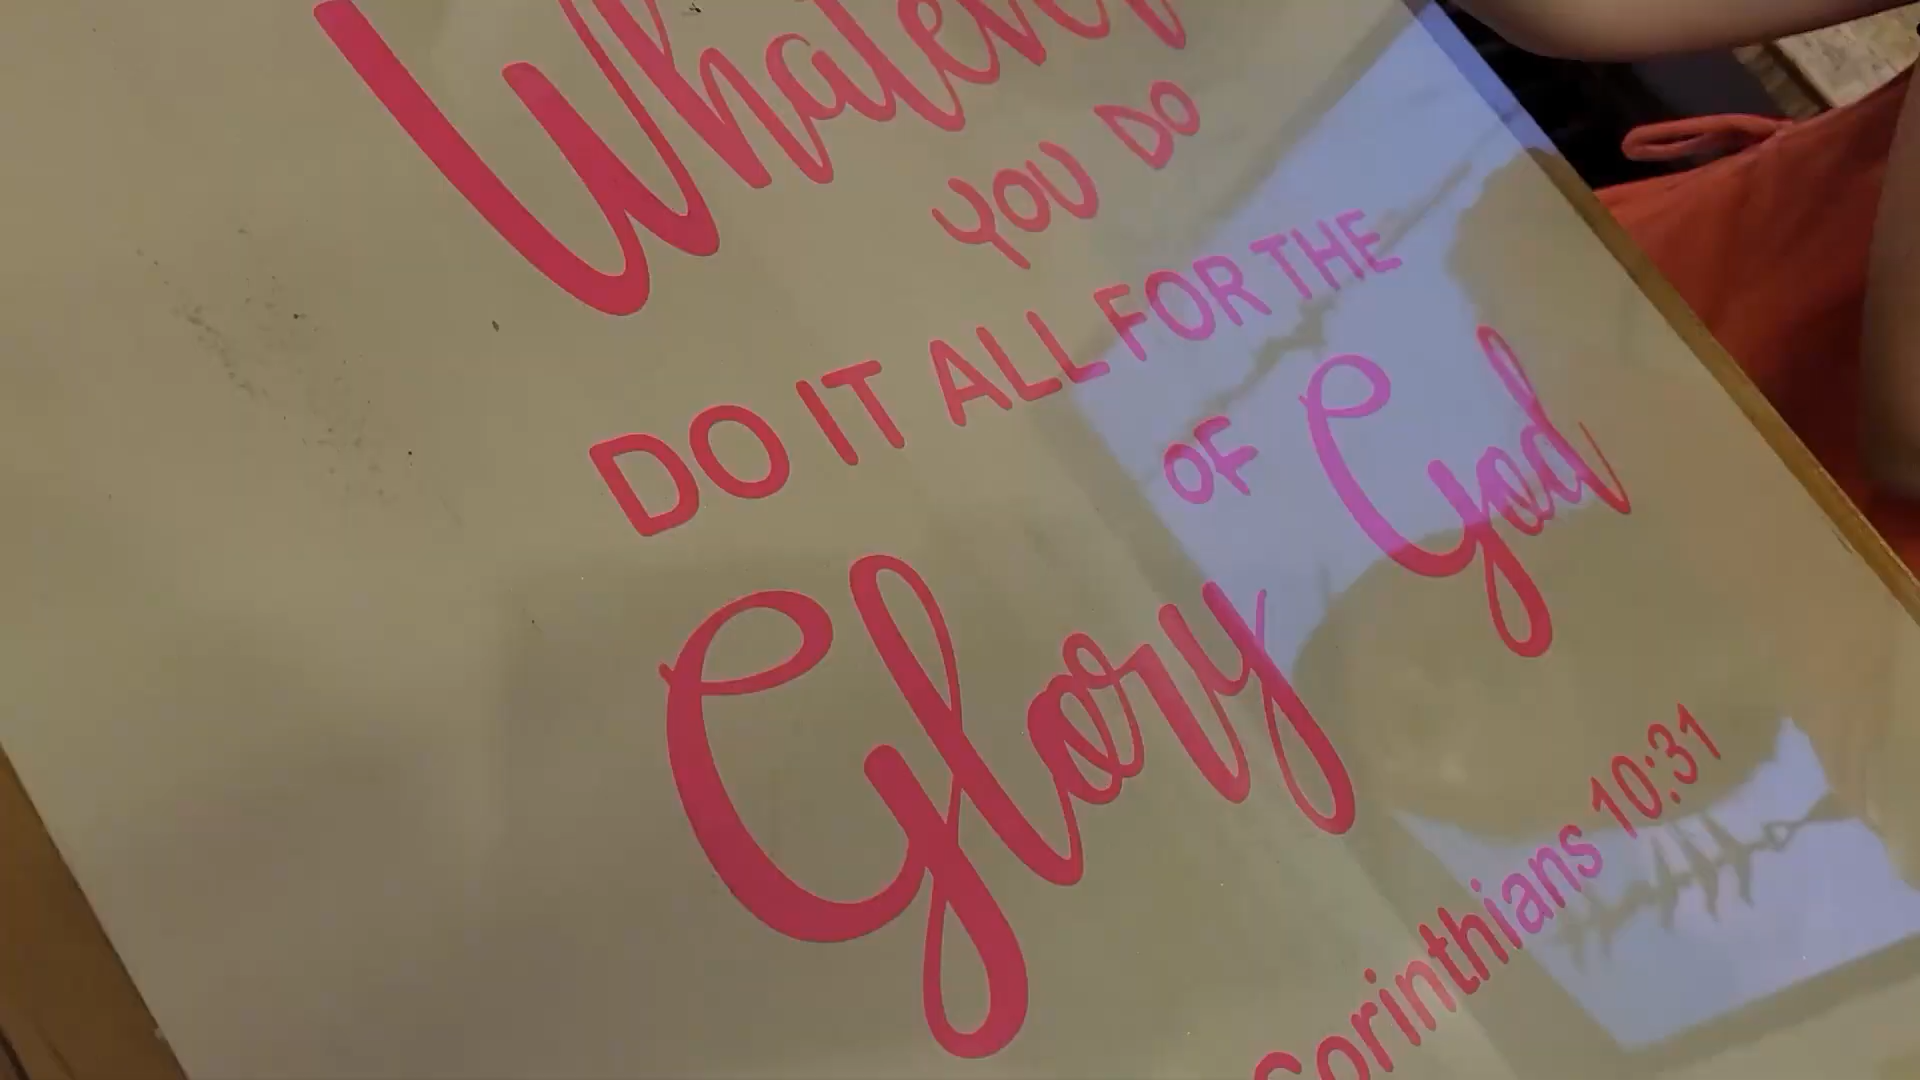 Whatever
YOU DO
DO IT ALL FOR THE
Glory OF God
Corinthians 10:31